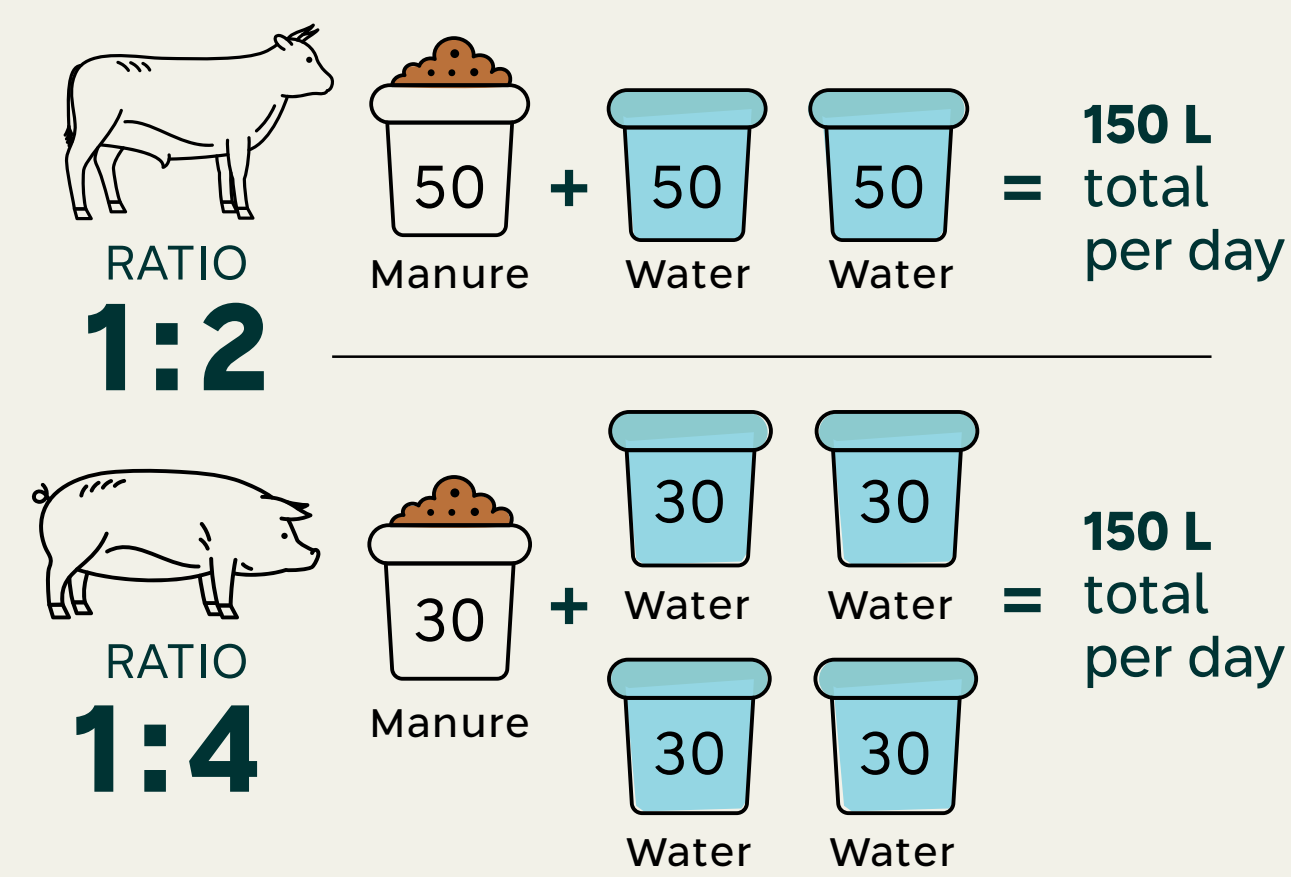 50 + 50 50 = 150 L
total
per day
Manure Water Water
RATIO
1:2
30 + 30 30 = 150 L
total
per day
Water Water
RATIO
1:4
Manure
30 30
Water Water